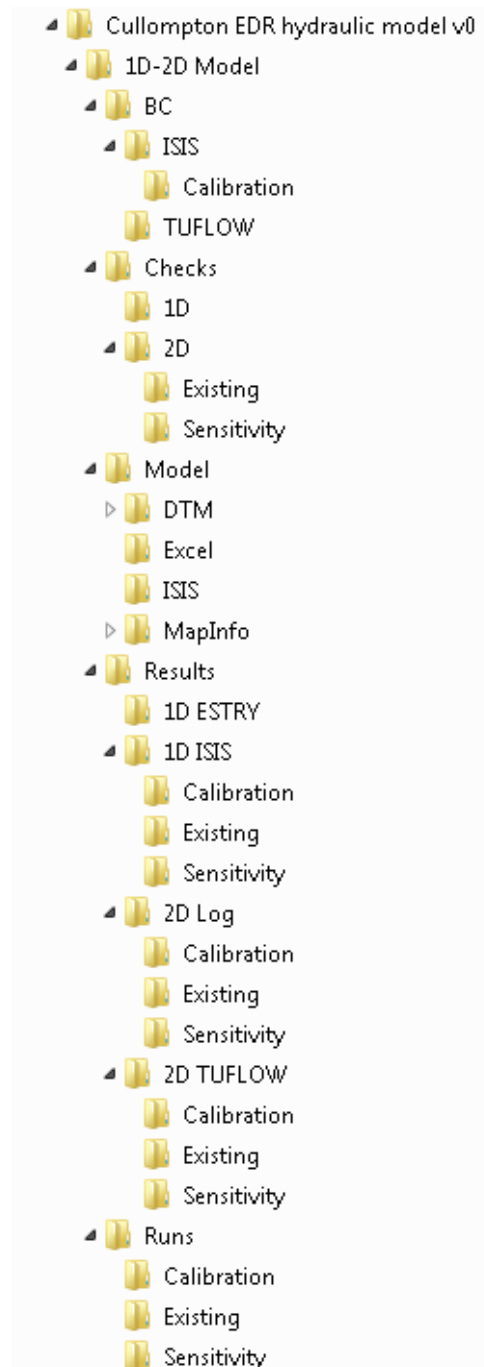 Cullompton EDR hydraulic model v0
1D-2D Model
BC
ISIS
Calibration
TUFLOW
Checks
1D
2D
Existing
Sensitivity
Model
DTM
Excel
ISIS
MapInfo
Results
1D ESTRY
1D ISIS
Calibration
Existing
Sensitivity
2D Log
Calibration
Existing
Sensitivity
2D TUFLOW
Calibration
Existing
Sensitivity
Runs
Calibration
Existing
Sensitivity